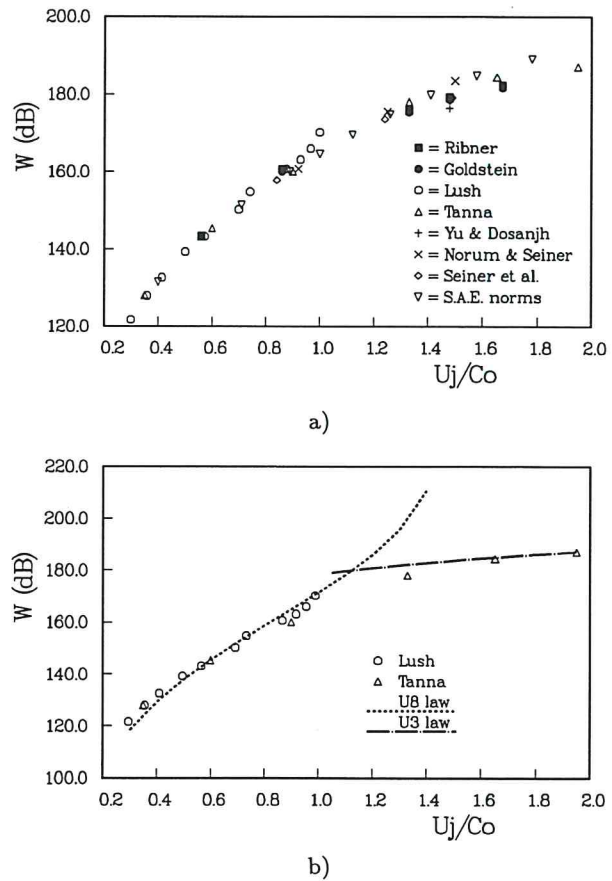 200.0
180.0
160.0
140.0
120.0
W (dB)
■ = Ribner
● = Goldstein
○ = Lush
△ = Tanna
+ = Yu & Dosanjh
× = Norum & Seiner
◇ = Seiner et al.
▽ = S.A.E. norms
0.2 0.4 0.6 0.8 1.0 1.2 1.4 1.6 1.8 2.0
Uj/Co
a)
220.0
200.0
180.0
160.0
140.0
120.0
100.0
W (dB)
○ Lush
△ Tanna
U8 law
U3 law
0.2 0.4 0.6 0.8 1.0 1.2 1.4 1.6 1.8 2.0
Uj/Co
b)